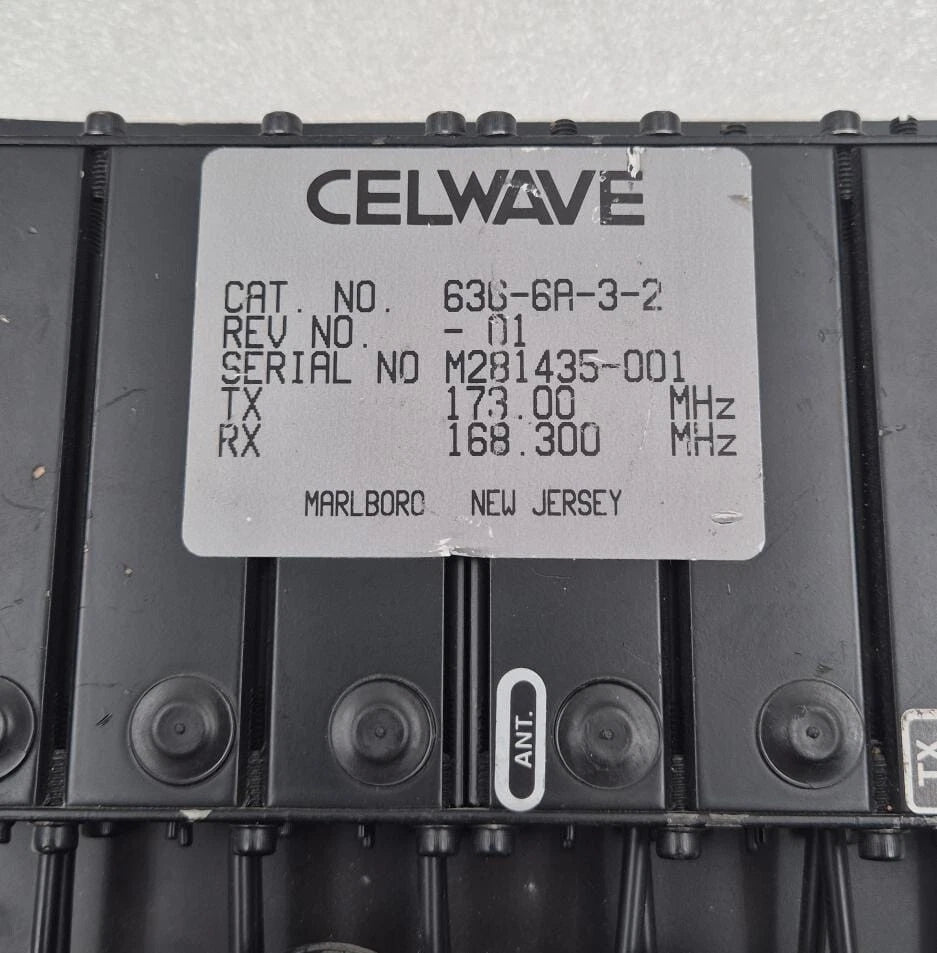 CELWAVE
CAT. NO. 636-6A-3-2
REV NO. - 01
SERIAL NO M281435-001
TX 173.00 MHz
RX 168.300 MHz
MARLBORO NEW JERSEY
ANT.
TX